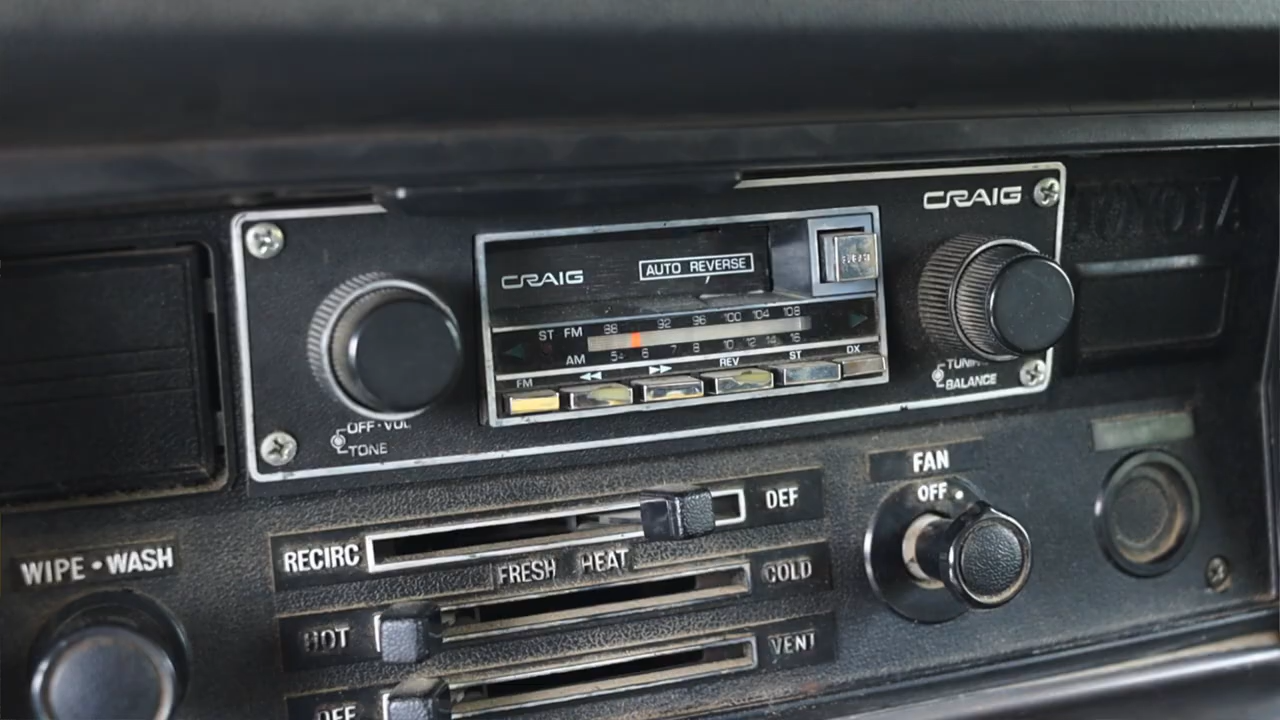 CRAIG
TOYOTA
CRAIG
AUTO REVERSE
ST FM 88 92 96 100 104 108
AM 54 6 7 8 10 12 14 16
FM ◀◀ ▶▶ REV ST DX
OFF•VOL
TONE
BALANCE
WIPE•WASH
RECIRC
FRESH HEAT
DEF
HOT
COLD
OFF
VENT
FAN
OFF